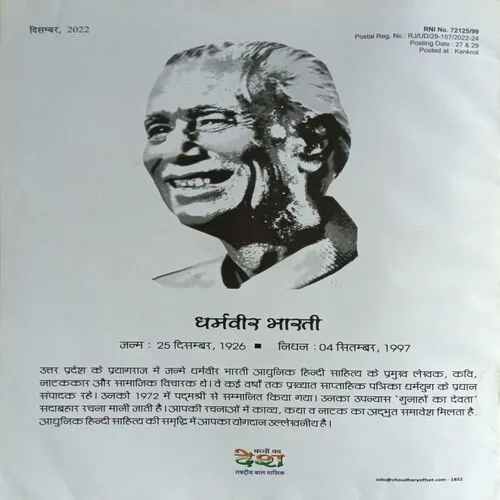 दिसम्बर, 2022
RNI No. 72125/99
Postal Reg. No.: RJ/UD/29-157/2022-24
Posting Date : 27 & 29
Posted at : Kankroli
धर्मवीर भारती
जन्म : 25 दिसम्बर, 1926 ■ निधन : 04 सितम्बर, 1997
उत्तर प्रदेश के प्रयागराज में जन्मे धर्मवीर भारती आधुनिक हिन्दी साहित्य के प्रमुख लेखक, कवि,
नाटककार और सामाजिक विचारक थे। वे कई वर्षों तक प्रख्यात साप्ताहिक पत्रिका धर्मयुग के प्रधान
संपादक रहे। उनको 1972 में पद्मश्री से सम्मानित किया गया। उनका उपन्यास 'गुनाहों का देवता'
सदाबहार रचना मानी जाती है। आपकी रचनाओं में काव्य, कथा व नाटक का अद्भुत समावेश मिलता है.
आधुनिक हिन्दी साहित्य की समृद्धि में आपका योगदान उल्लेखनीय है।
बच्चों का
देश
राष्ट्रीय बाल मासिक
info@choudharyoffset.com - 1852